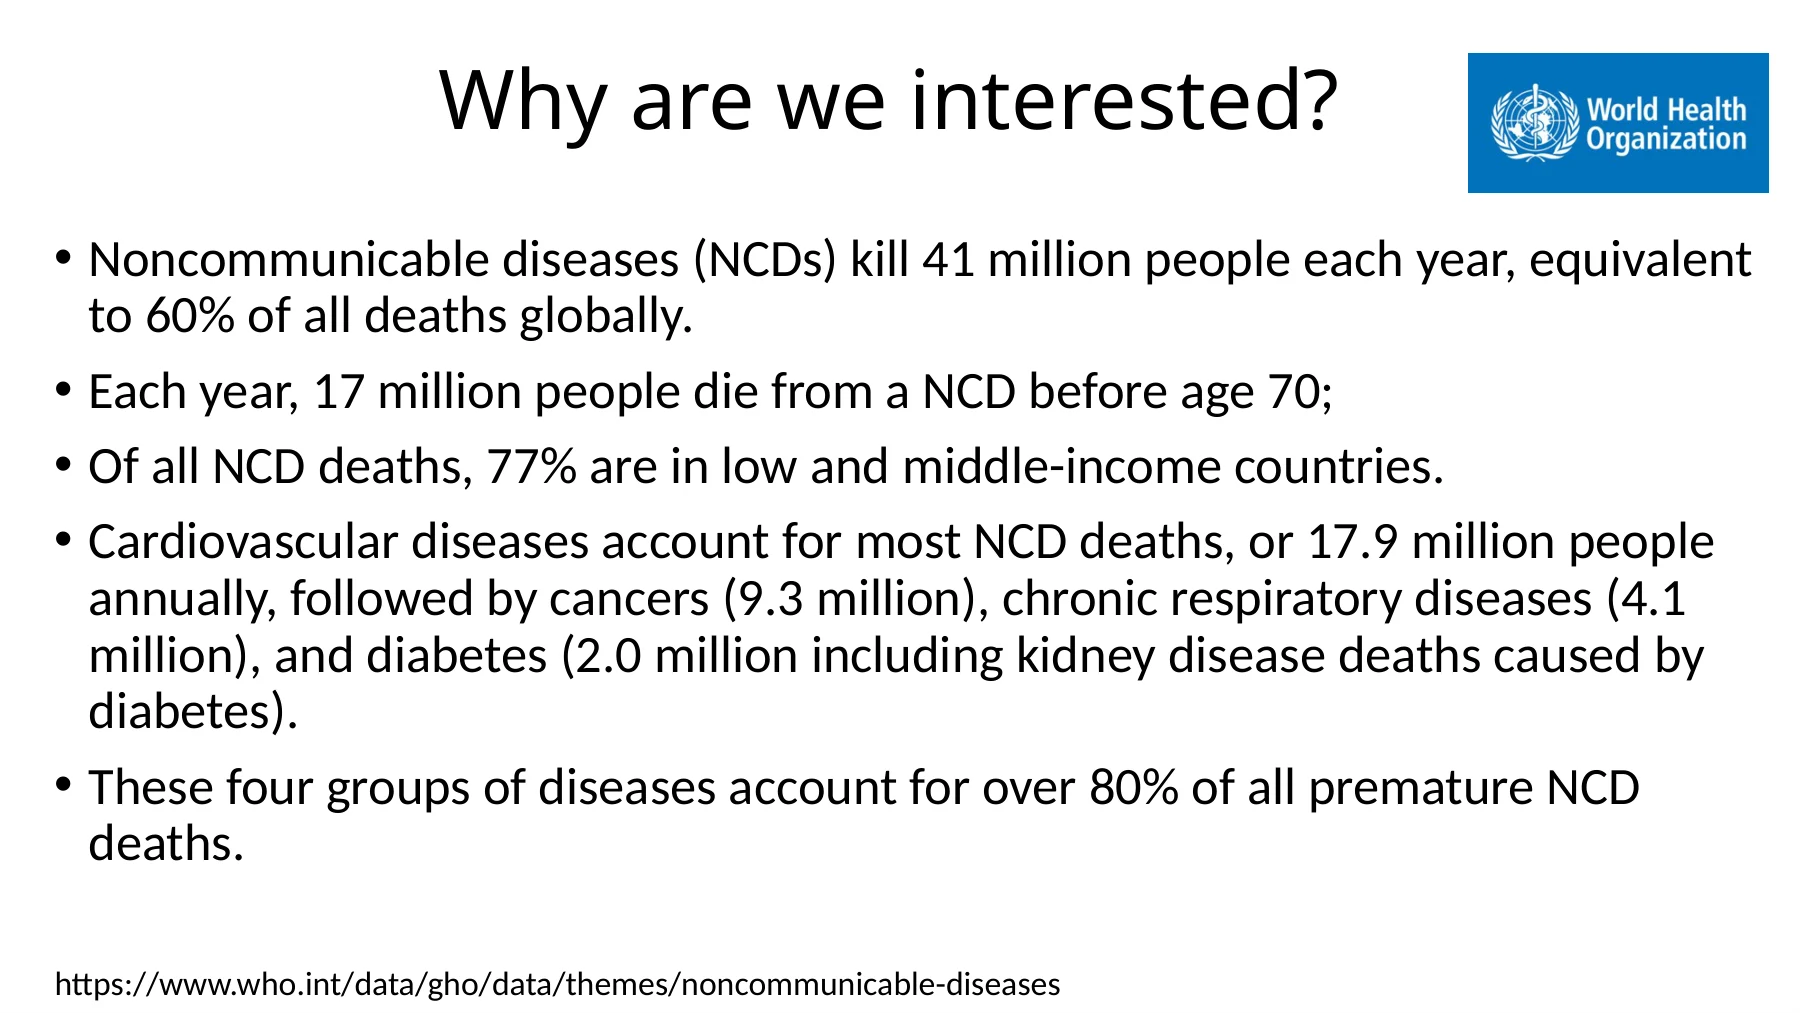 Why are we interested?
World Health
Organization
• Noncommunicable diseases (NCDs) kill 41 million people each year, equivalent
to 60% of all deaths globally.
• Each year, 17 million people die from a NCD before age 70;
• Of all NCD deaths, 77% are in low and middle-income countries.
• Cardiovascular diseases account for most NCD deaths, or 17.9 million people
annually, followed by cancers (9.3 million), chronic respiratory diseases (4.1
million), and diabetes (2.0 million including kidney disease deaths caused by
diabetes).
• These four groups of diseases account for over 80% of all premature NCD
deaths.
https://www.who.int/data/gho/data/themes/noncommunicable-diseases